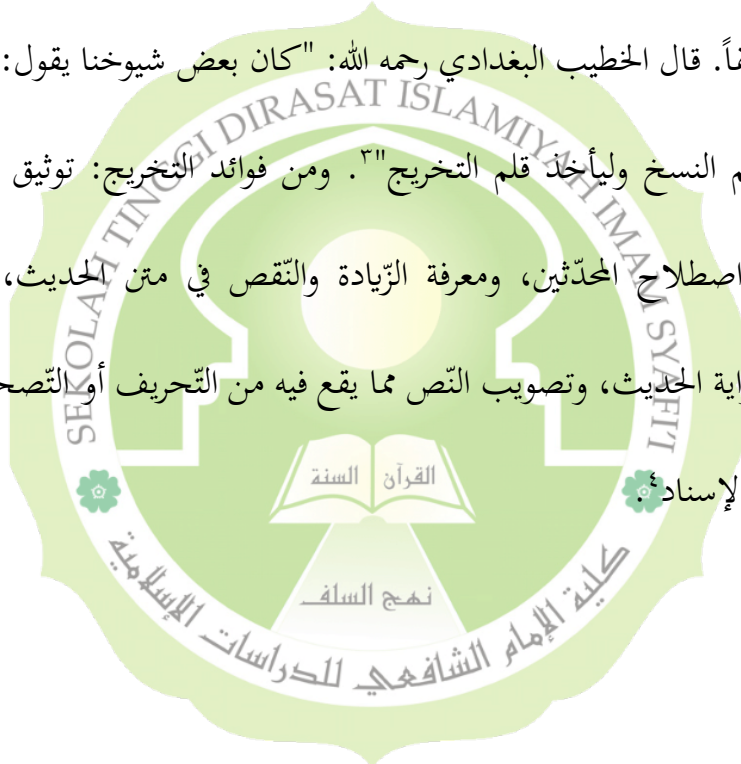 فاً. قال الخطيب البغدادي رحمه الله: "كان بعض شيوخنا يقول:
م النسخ وليأخذ قلم التخريج"٣. ومن فوائد التخريج: توثيق
اصطلاح المحدّثين، ومعرفة الزّيادة والنّقص في متن الحديث،
اية الحديث، وتصويب النّص مما يقع فيه من التّحريف أو التّصح
لإسناد٤.
SEKOLAH TINGGI DIRASAT ISLAMIYAH IMAM SYAFI'I
القرآن السنة
نهج السلف
كلية الإمام الشافعي للدراسات الإسلامية